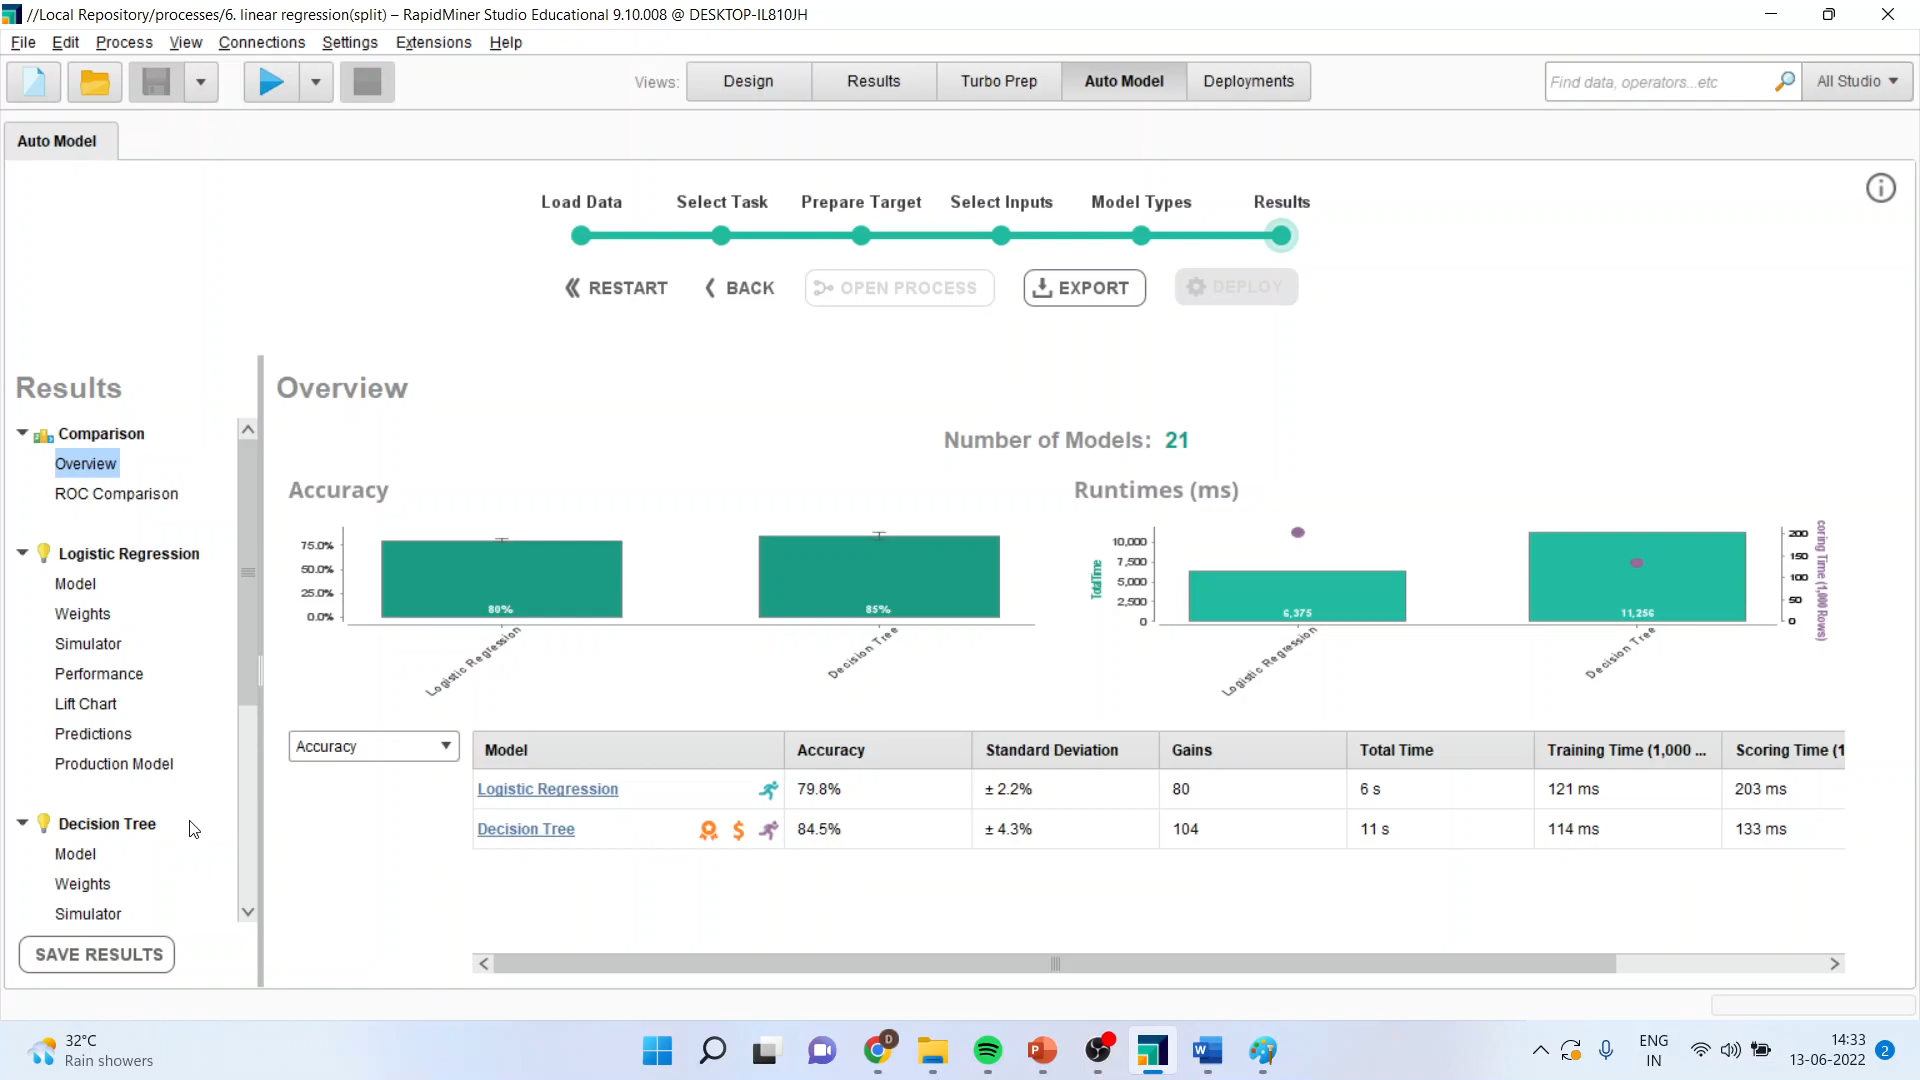 //Local Repository/processes/6. linear regression(split) – RapidMiner Studio Educational 9.10.008 @ DESKTOP-IL810JH
File Edit Process View Connections Settings Extensions Help
Views: Design Results Turbo Prep Auto Model Deployments Find data, operators...etc All Studio
Auto Model
Load Data Select Task Prepare Target Select Inputs Model Types Results
RESTART BACK OPEN PROCESS EXPORT DEPLOY
Results
Overview
Comparison
Overview
ROC Comparison
Logistic Regression
Model
Weights
Simulator
Performance
Lift Chart
Predictions
Production Model
Decision Tree
Model
Weights
Simulator
SAVE RESULTS
Number of Models: 21
Accuracy
75.0%
50.0%
25.0%
0.0%
80%
85%
Logistic Regression
Decision Tree
Runtimes (ms)
Total Time
10,000
7,500
5,000
2,500
0
6,375
11,256
200
150
100
50
0
coring Time (1,000 Rows)
Logistic Regression
Decision Tree
Accuracy
Model Accuracy Standard Deviation Gains Total Time Training Time (1,000 ... Scoring Time (1
Logistic Regression 79.8% ± 2.2% 80 6 s 121 ms 203 ms
Decision Tree 84.5% ± 4.3% 104 11 s 114 ms 133 ms
32°C
Rain showers
D
P
W
ENG
IN
14:33
13-06-2022
2